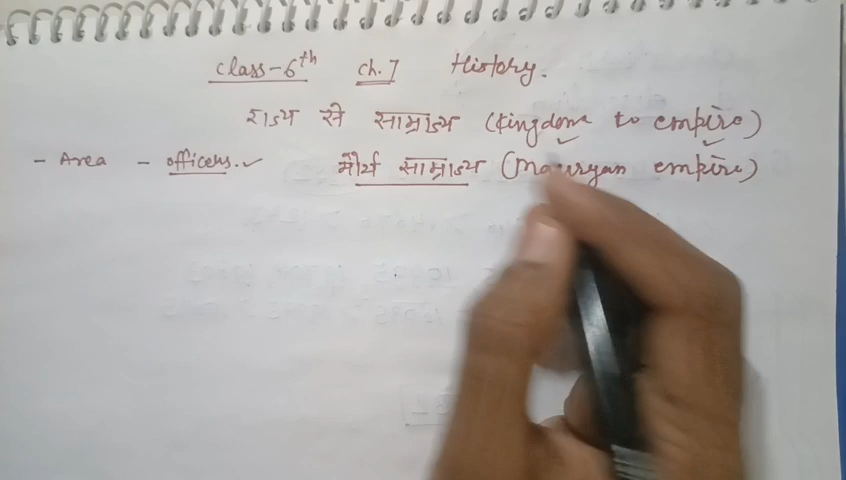 Class-6th ch.7 History.
राज्य से साम्राज्य (Kingdom to empire)
- Area - officers. मौर्य साम्राज्य (Mauryan empire)